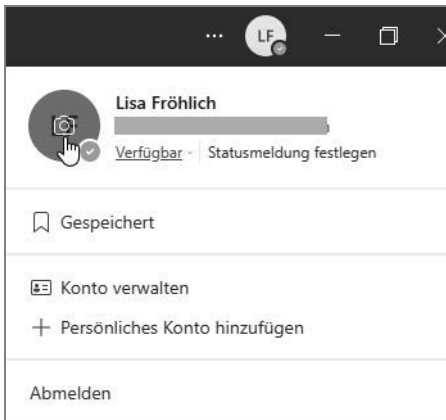 LF
Lisa Fröhlich
Verfügbar Statusmeldung festlegen
Gespeichert
Konto verwalten
Persönliches Konto hinzufügen
Abmelden